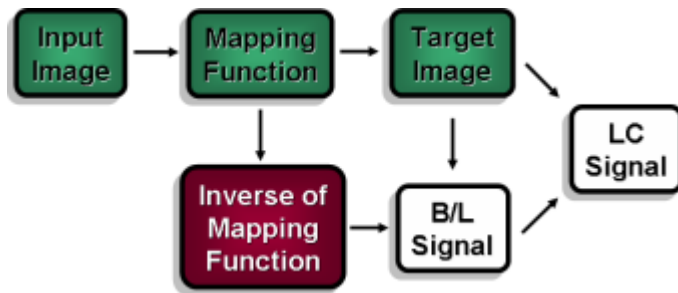 Input
Image
Mapping
Function
Target
Image
LC
Signal
Inverse of
Mapping
Function
B/L
Signal